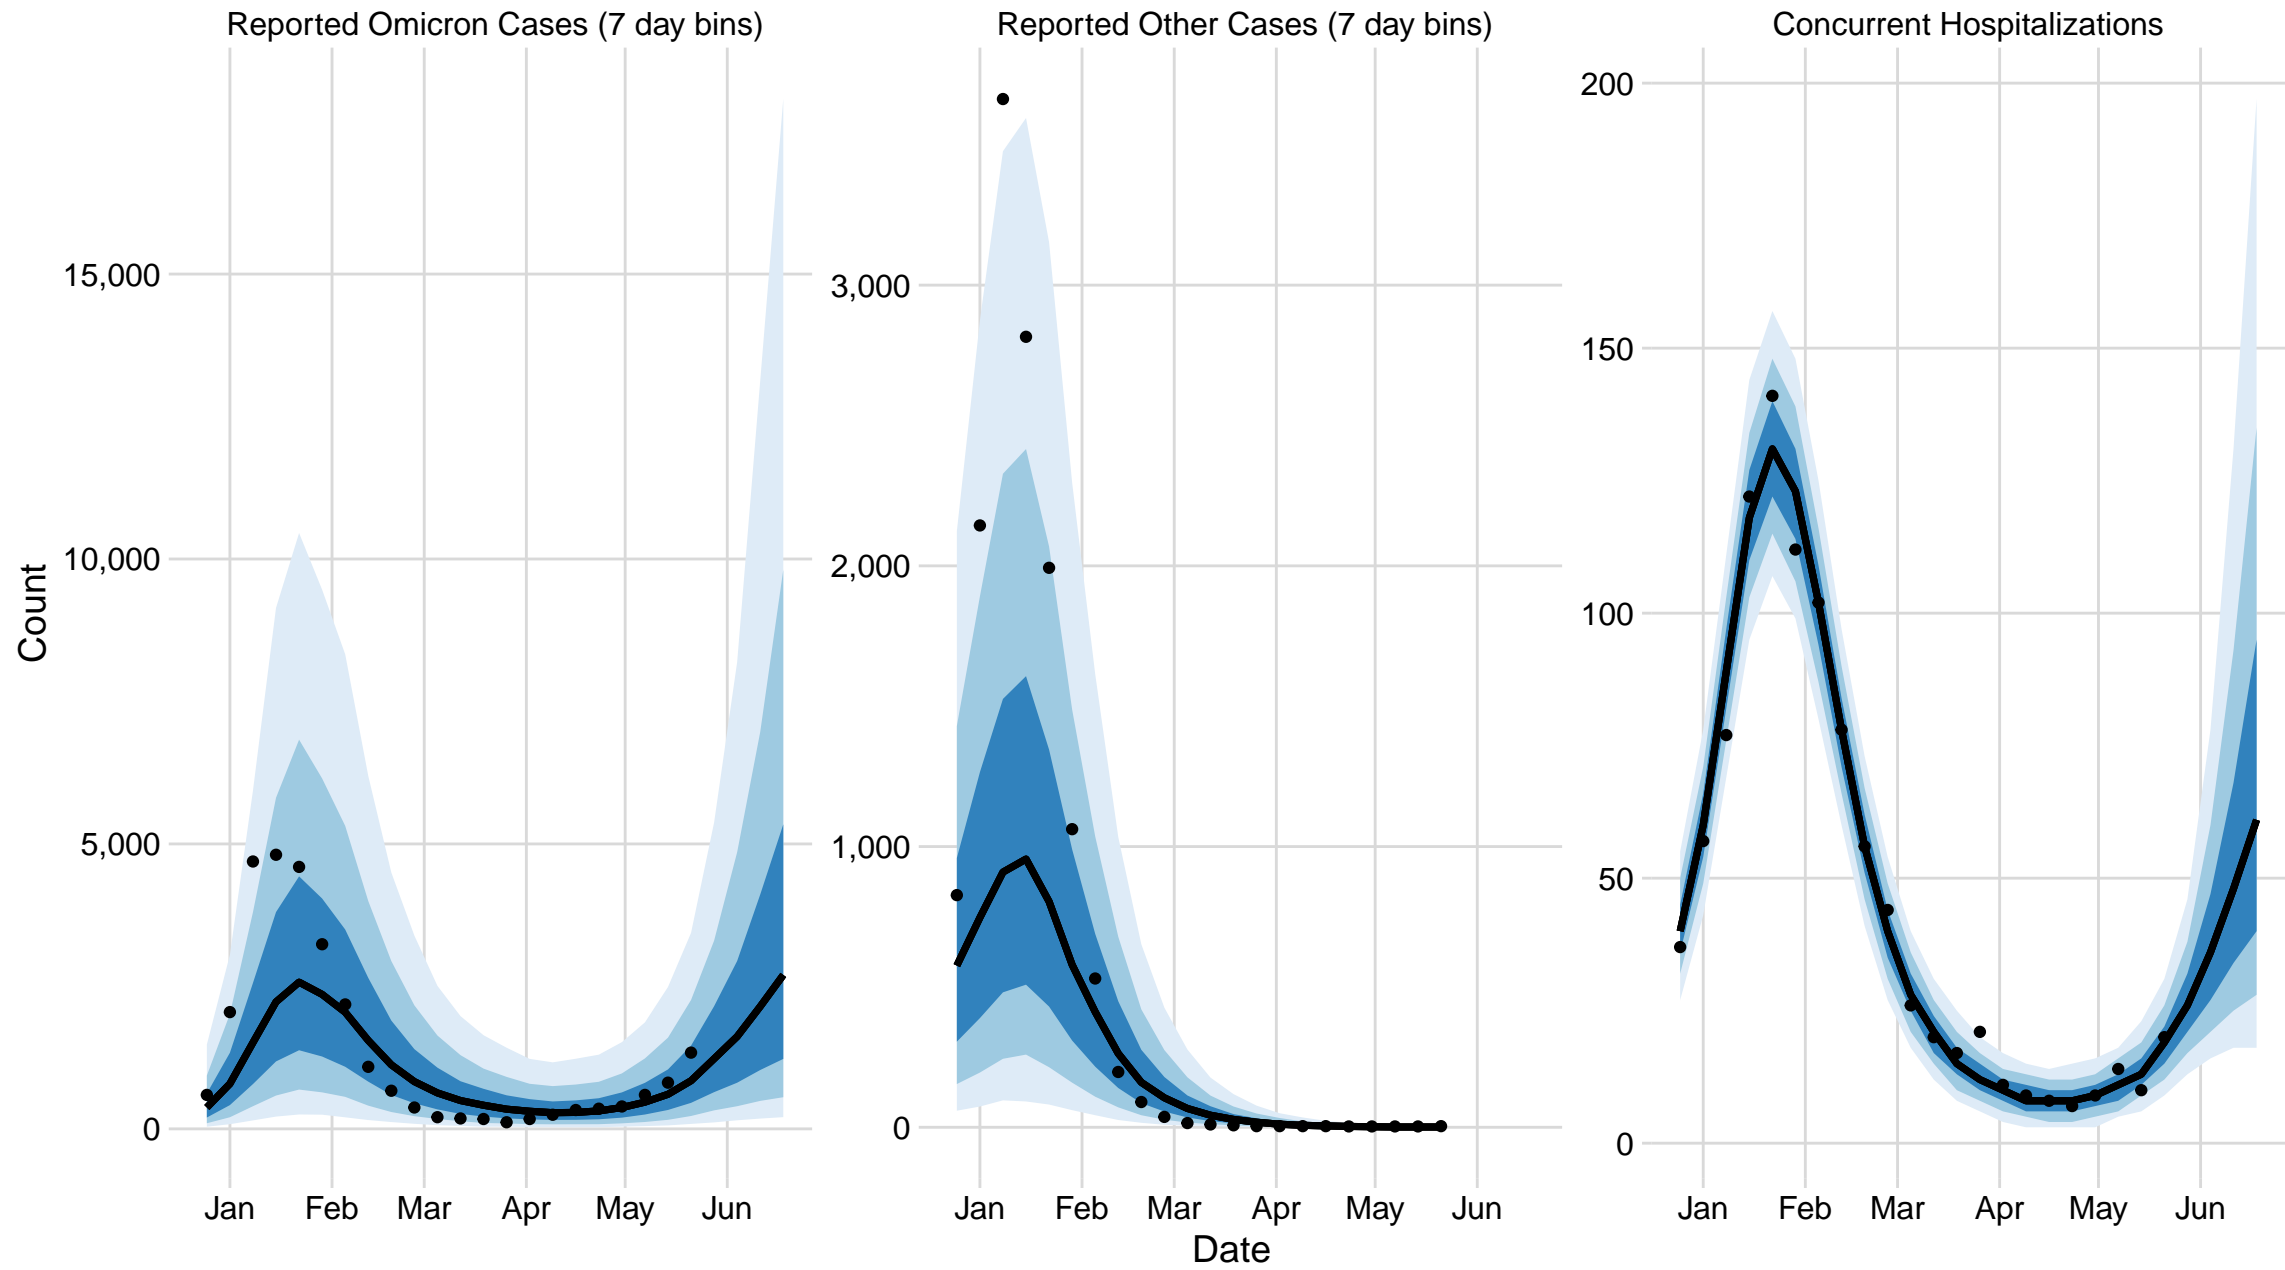 Reported Omicron Cases (7 day bins)
Reported Other Cases (7 day bins)
Concurrent Hospitalizations
Count
15,000
10,000
5,000
0
Jan Feb Mar Apr May Jun
3,000
2,000
1,000
0
Jan Feb Mar Apr May Jun
200
150
100
50
0
Jan Feb Mar Apr May Jun
Date